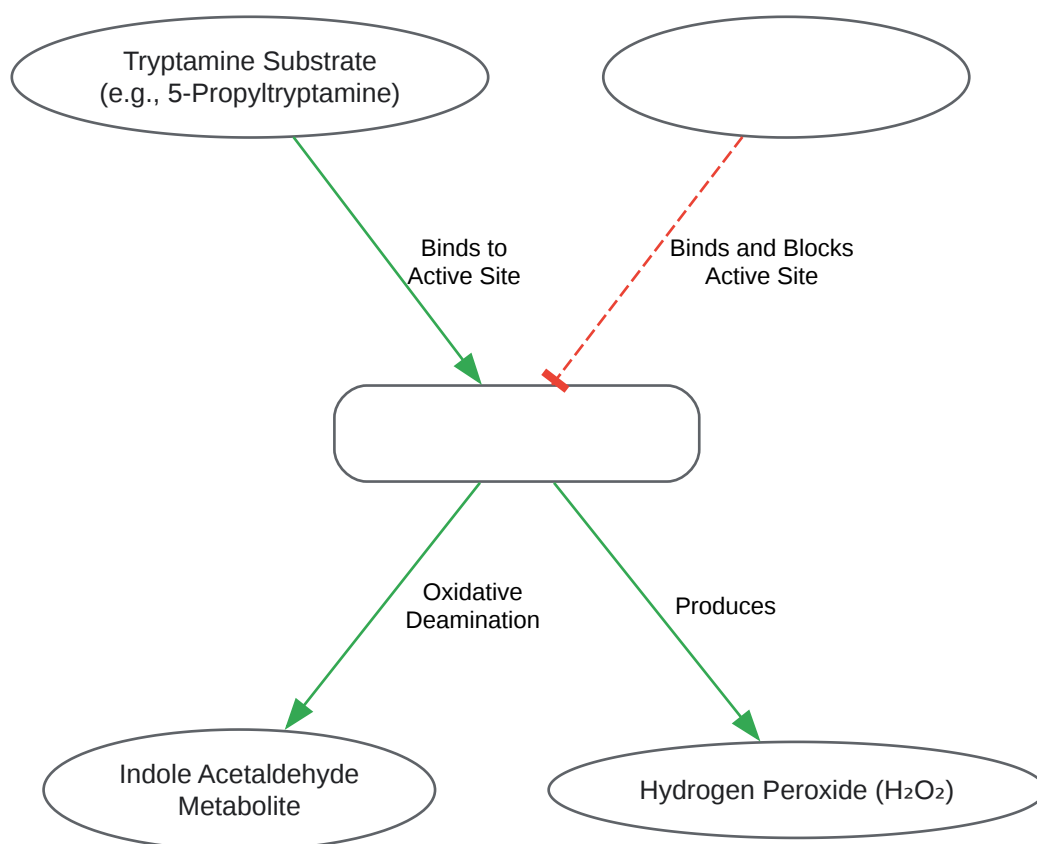 Tryptamine Substrate
(e.g., 5-Propyltryptamine)
Binds to
Active Site
Binds and Blocks
Active Site
Oxidative
Deamination
Produces
Indole Acetaldehyde
Metabolite
Hydrogen Peroxide (H₂O₂)